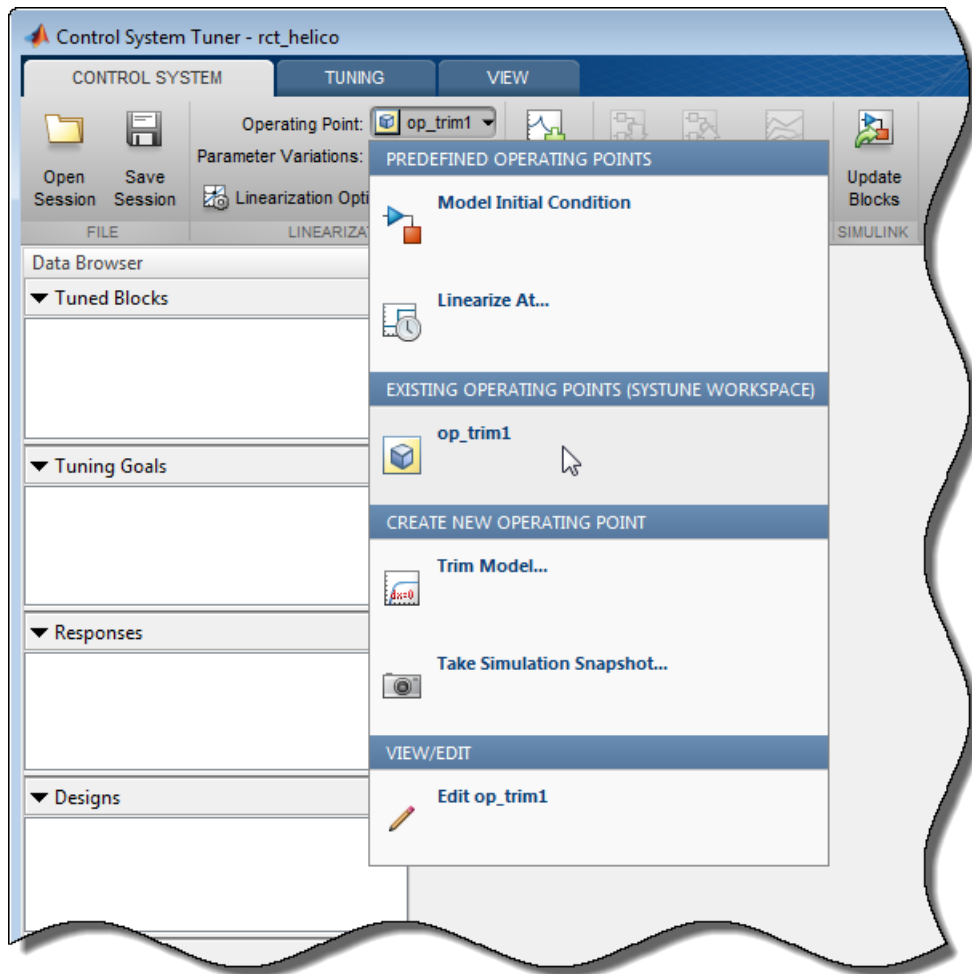 Control System Tuner - rct_helico
CONTROL SYSTEM TUNING VIEW
Operating Point: op_trim1
Parameter Variations:
Linearization Opti
Open Session
Save Session
Update Blocks
FILE LINEARIZA SIMULINK
PREDEFINED OPERATING POINTS
Model Initial Condition
Linearize At...
EXISTING OPERATING POINTS (SYSTUNE WORKSPACE)
op_trim1
CREATE NEW OPERATING POINT
Trim Model...
dx=0
Take Simulation Snapshot...
VIEW/EDIT
Edit op_trim1
Data Browser
Tuned Blocks
Tuning Goals
Responses
Designs